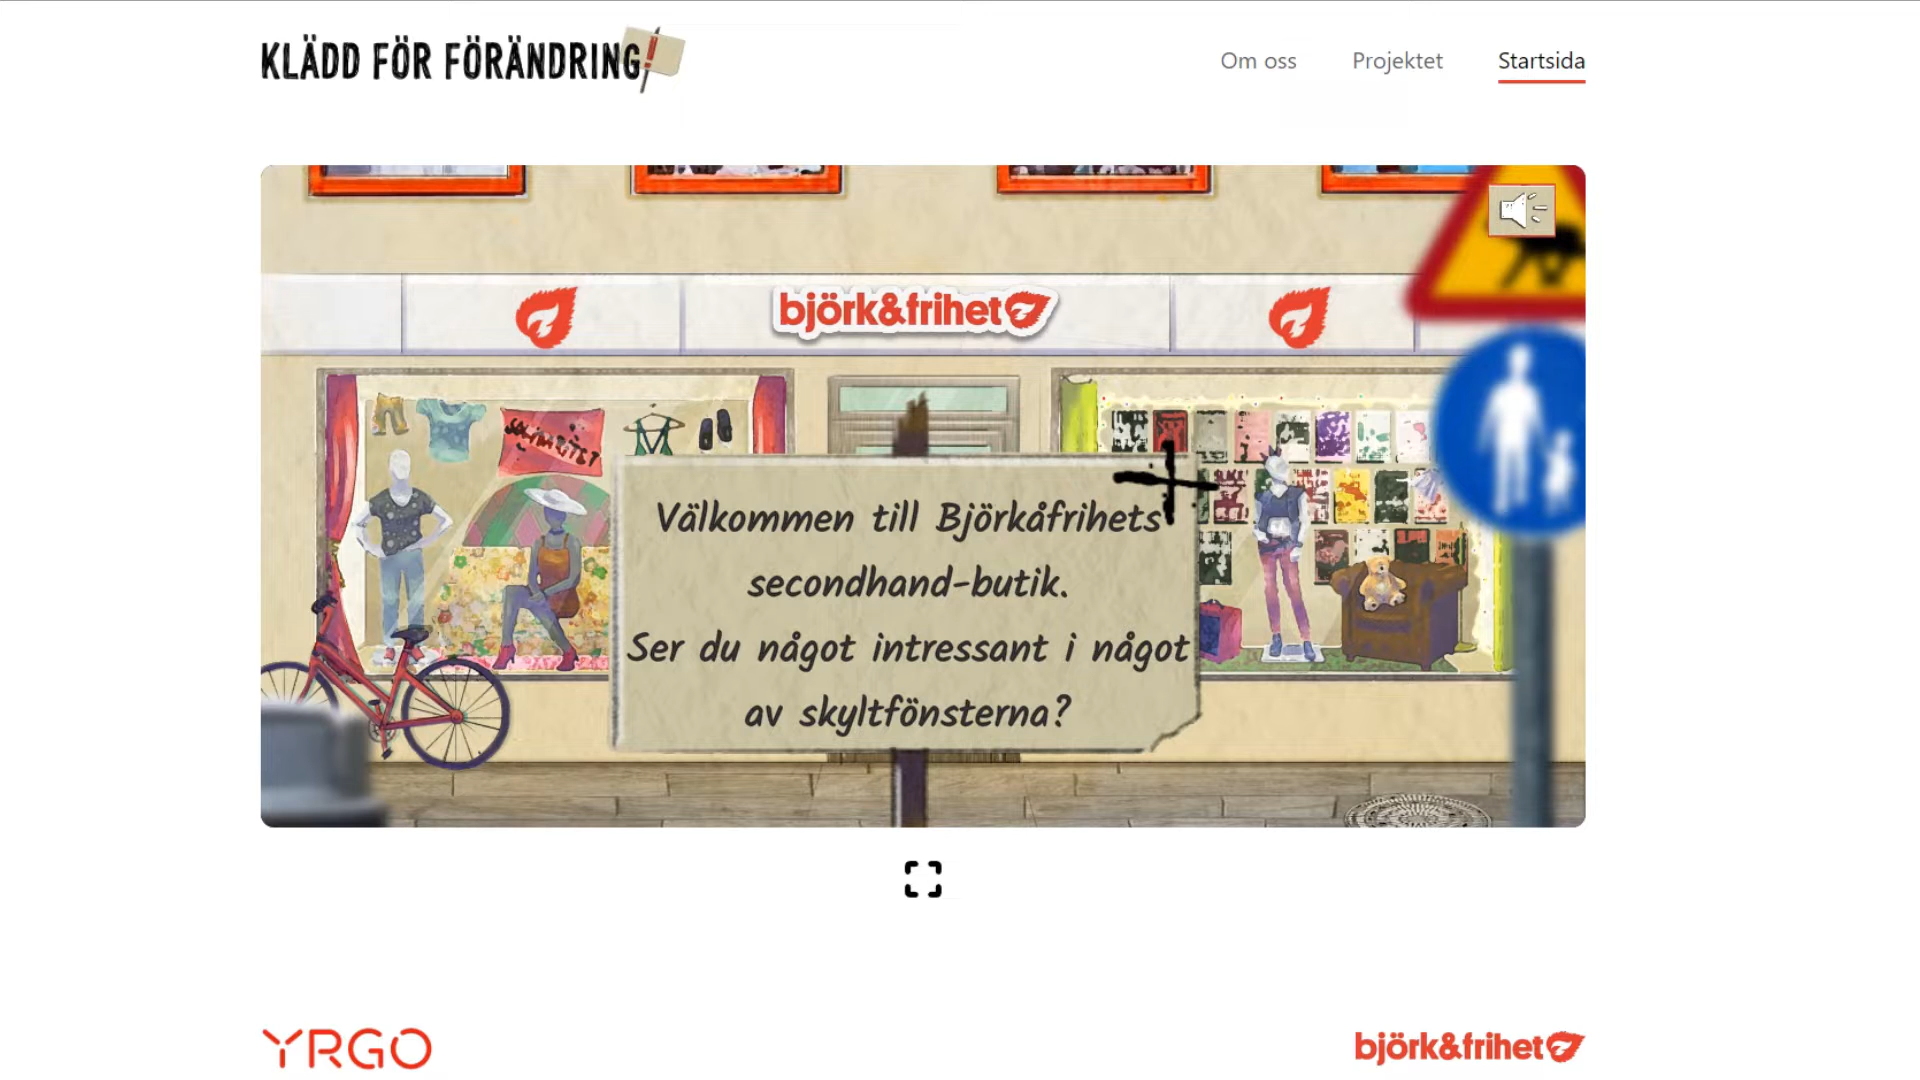 KLÄDD FÖR FÖRÄNDRING!
Om oss
Projektet
Startsida
björk&frihet
Välkommen till Björkåfrihets
secondhand-butik.
Ser du något intressant i något
av skyltfönsterna?
YRGO
björk&frihet